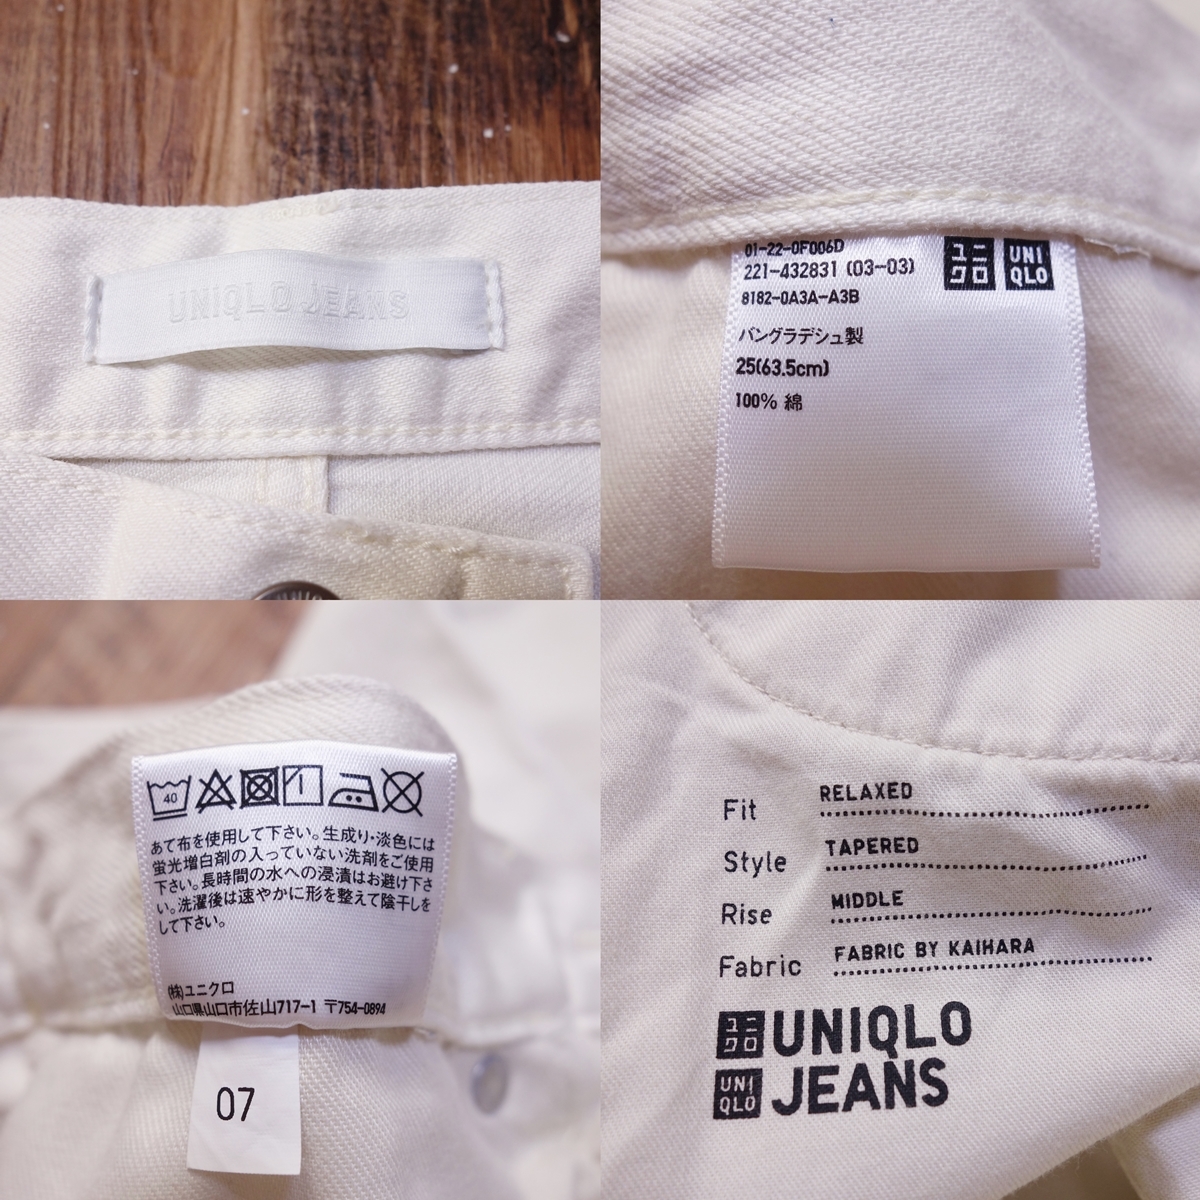 UNIQLO JEANS
01-22-0F006D
221-432831 (03-03)
8182-0A3A-A3B
ユニ
クロ
UNI
QLO
バングラデシュ製
25(63.5cm)
100% 綿
40
あて布を使用して下さい。生成り・淡色には
蛍光増白剤の入っていない洗剤をご使用
下さい。長時間の水への浸漬はお避け下さ
い。洗濯後は速やかに形を整えて陰干しを
して下さい。
(株)ユニクロ
山口県山口市佐山717-1 〒754-0894
07
Fit RELAXED
Style TAPERED
Rise MIDDLE
Fabric FABRIC BY KAIHARA
ユニ
クロ
UNIQLO
UNI
QLO
JEANS